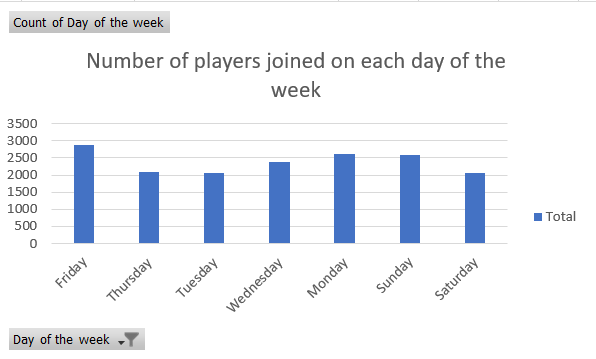 Count of Day of the week
Number of players joined on each day of the
week
3500
3000
2500
2000
1500
1000
500
0
Friday
Thursday
Tuesday
Wednesday
Monday
Sunday
Saturday
Total
Day of the week